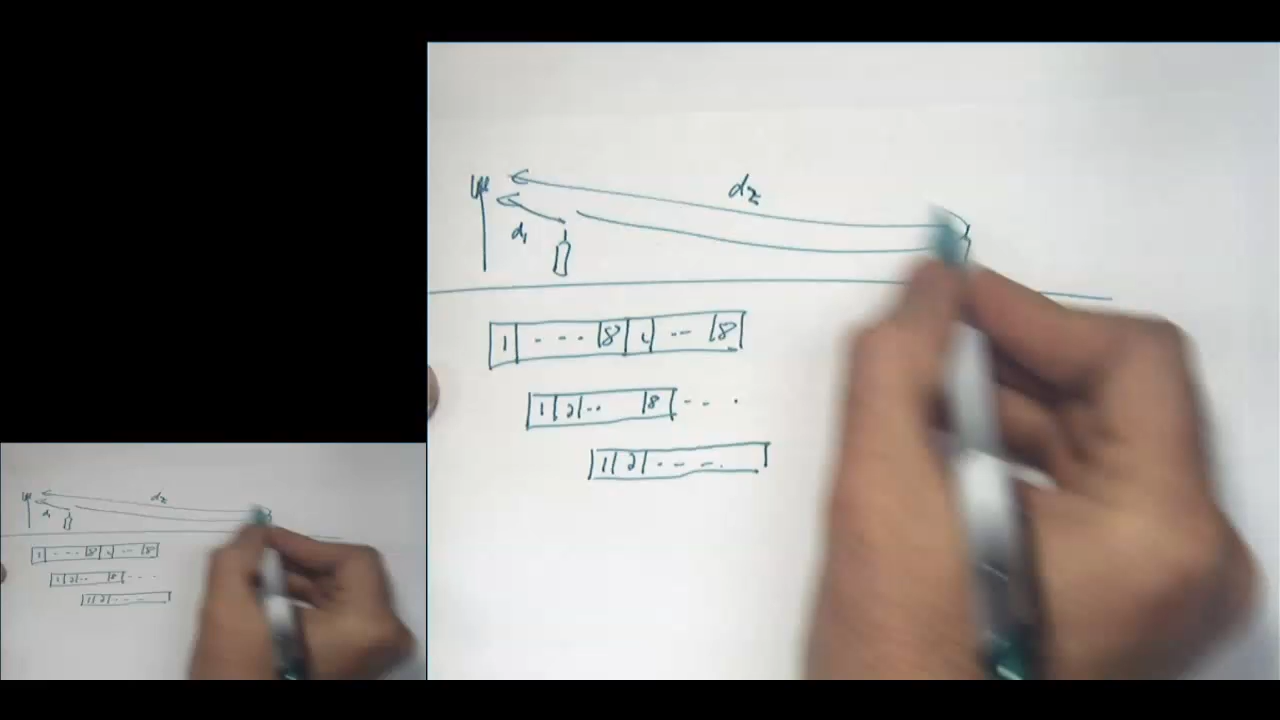 d2
d1
1 - - - 8 1 -- 8
1 2 -- 8 - - .
1 2 - - - .